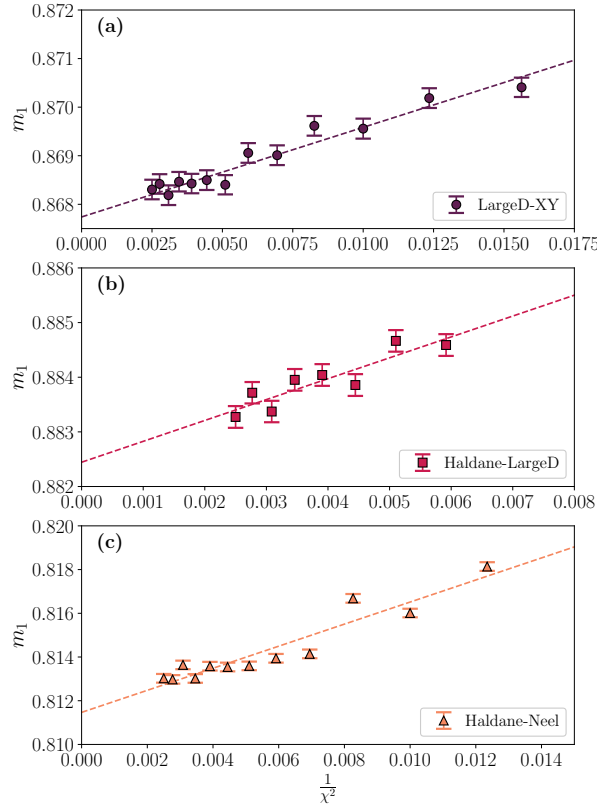 (a)
0.872
0.871
0.870
0.869
0.868
m₁
LargeD-XY
0.0000 0.0025 0.0050 0.0075 0.0100 0.0125 0.0150 0.0175
(b)
0.886
0.885
0.884
0.883
0.882
m₁
Haldane-LargeD
0.000 0.001 0.002 0.003 0.004 0.005 0.006 0.007 0.008
(c)
0.820
0.818
0.816
0.814
0.812
0.810
m₁
Haldane-Neel
0.000 0.002 0.004 0.006 0.008 0.010 0.012 0.014
1/χ²